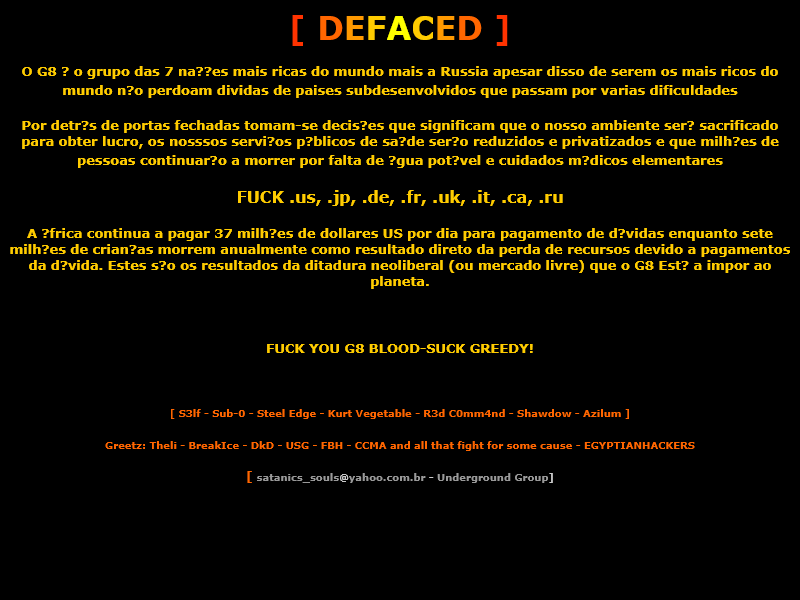 [ DEFACED ]
O G8 ? o grupo das 7 na??es mais ricas do mundo mais a Russia apesar disso de serem os mais ricos do
mundo n?o perdoam dividas de paises subdesenvolvidos que passam por varias dificuldades
Por detr?s de portas fechadas tomam-se decis?es que significam que o nosso ambiente ser? sacrificado
para obter lucro, os nosssos servi?os p?blicos de sa?de ser?o reduzidos e privatizados e que milh?es de
pessoas continuar?o a morrer por falta de ?gua pot?vel e cuidados m?dicos elementares
FUCK .us, .jp, .de, .fr, .uk, .it, .ca, .ru
A ?frica continua a pagar 37 milh?es de dollares US por dia para pagamento de d?vidas enquanto sete
milh?es de crian?as morrem anualmente como resultado direto da perda de recursos devido a pagamentos
da d?vida. Estes s?o os resultados da ditadura neoliberal (ou mercado livre) que o G8 Est? a impor ao
planeta.
FUCK YOU G8 BLOOD-SUCK GREEDY!
[ S3lf - Sub-0 - Steel Edge - Kurt Vegetable - R3d C0mm4nd - Shawdow - Azilum ]
Greetz: Theli - BreakIce - DkD - USG - FBH - CCMA and all that fight for some cause - EGYPTIANHACKERS
[ satanics_souls@yahoo.com.br - Underground Group]